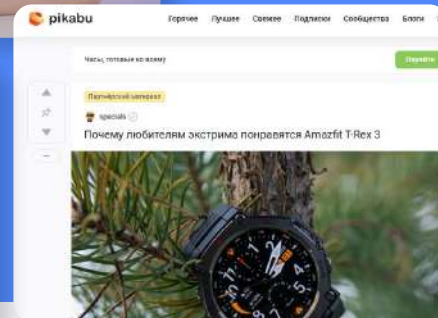 pikabu
Горячее Лучшее Свежее Подписки Сообщества Блоги
Часы, готовые ко всему
Перейти
Партнёрский материал
specials
Почему любителям экстрима понравятся Amazfit T-Rex 3